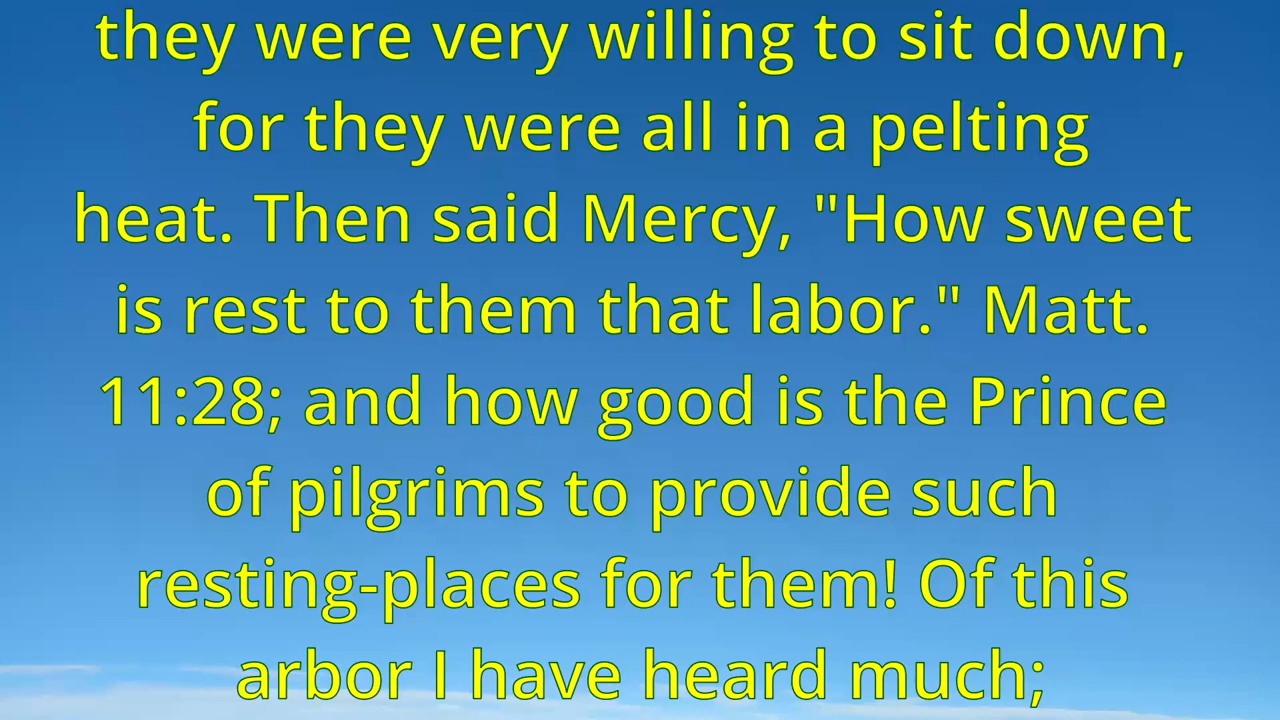 they were very willing to sit down,
for they were all in a pelting
heat. Then said Mercy, "How sweet
is rest to them that labor." Matt.
11:28; and how good is the Prince
of pilgrims to provide such
resting-places for them! Of this
arbor I have heard much;